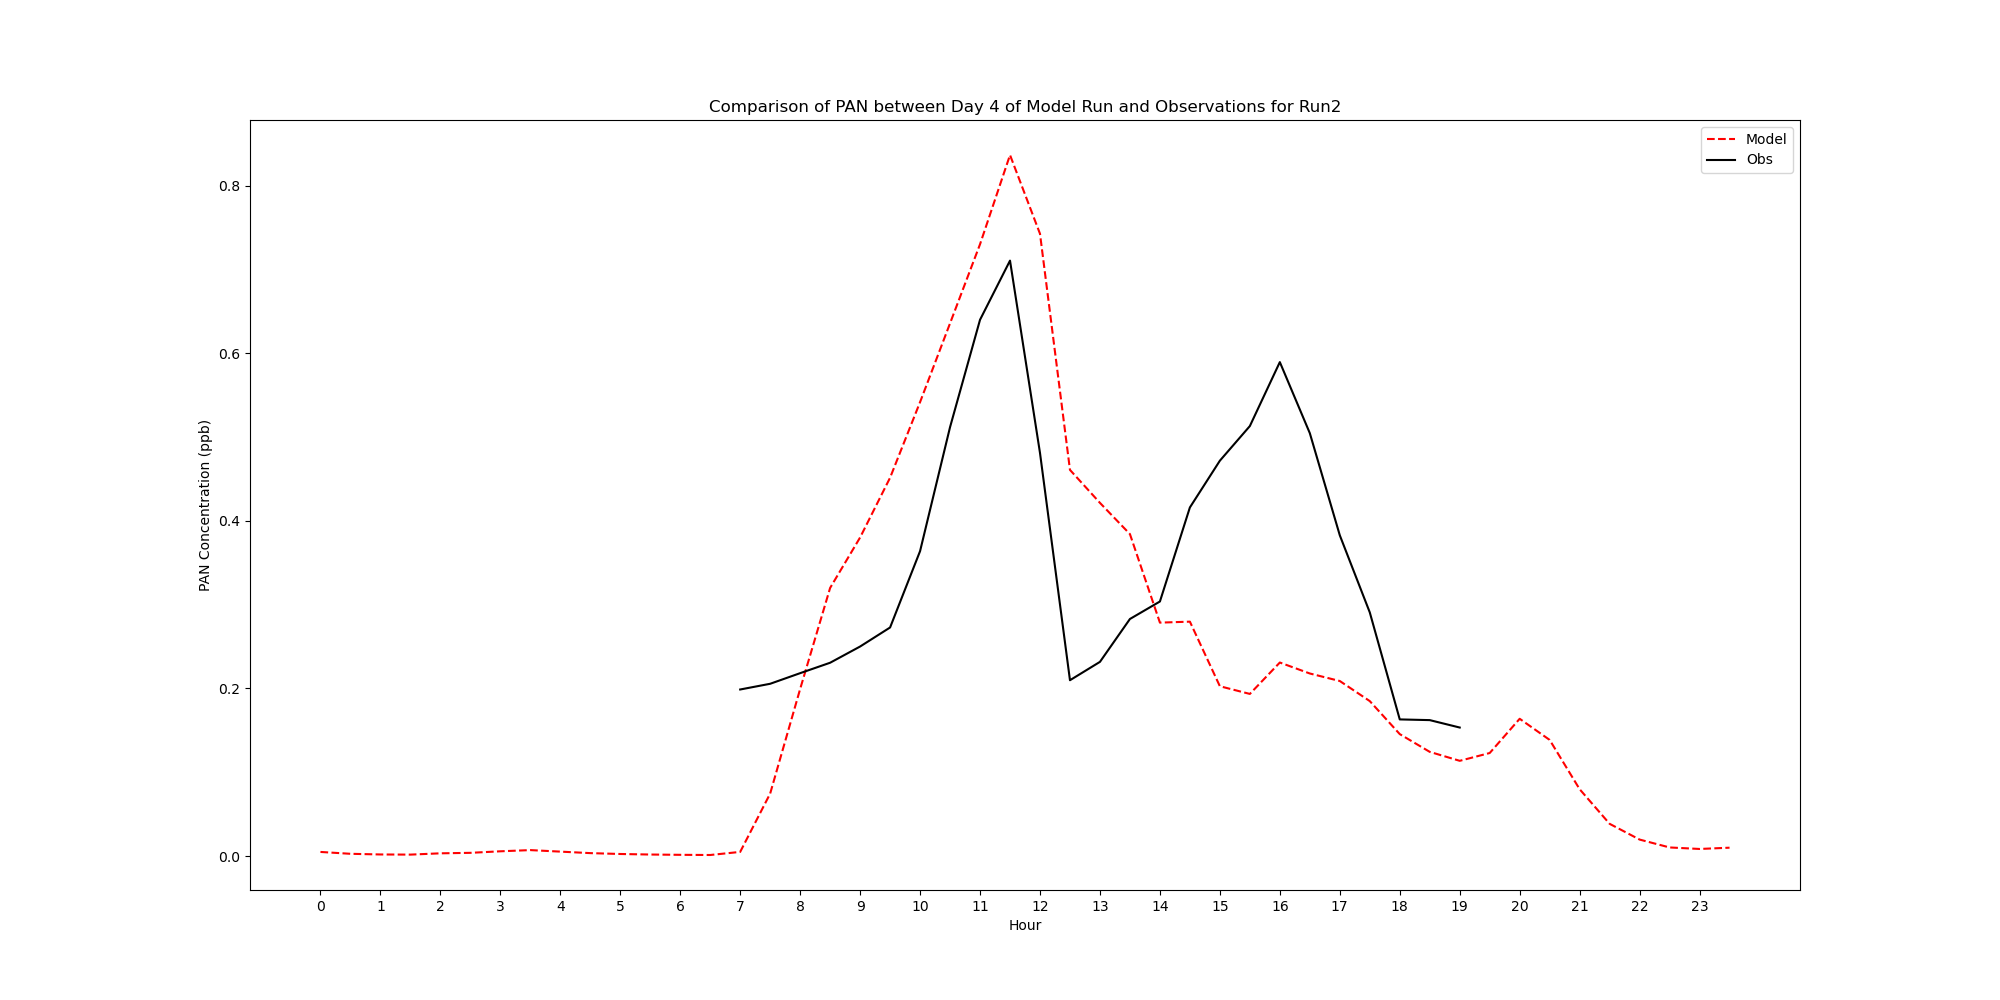 Comparison of PAN between Day 4 of Model Run and Observations for Run2
Model
Obs
PAN Concentration (ppb)
0.8
0.6
0.4
0.2
0.0
0 1 2 3 4 5 6 7 8 9 10 11 12 13 14 15 16 17 18 19 20 21 22 23
Hour